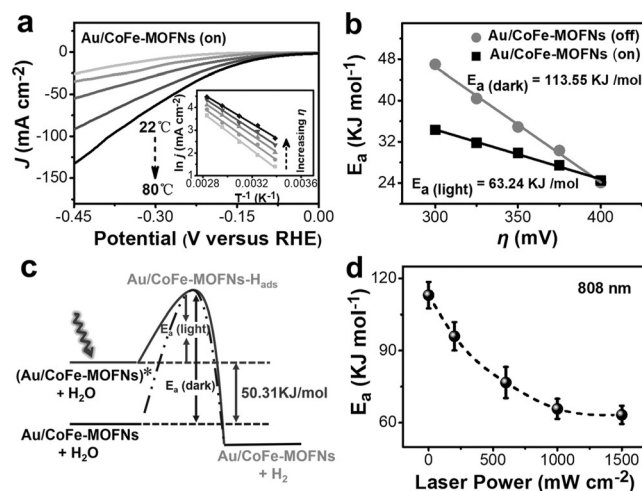 a
Au/CoFe-MOFNs (on)
0
-50
-100
-150
J (mA cm-2)
22℃
80℃
-0.45
-0.30
-0.15
0.00
Potential (V versus RHE)
ln j (mA cm-2)
4
3
2
1
0.0028
0.0032
0.0036
T-1 (K-1)
Increasing η
b
Au/CoFe-MOFNs (off)
Au/CoFe-MOFNs (on)
Ea (dark) = 113.55 KJ /mol
Ea (light) = 63.24 KJ /mol
Ea (KJ mol-1)
48
42
36
30
24
300
350
400
η (mV)
c
Au/CoFe-MOFNs-Hads
Ea (light)
Ea (dark)
50.31KJ/mol
(Au/CoFe-MOFNs)*
+ H2O
Au/CoFe-MOFNs
+ H2O
Au/CoFe-MOFNs
+ H2
d
808 nm
Ea (KJ mol-1)
120
90
60
0
500
1000
1500
Laser Power (mW cm-2)